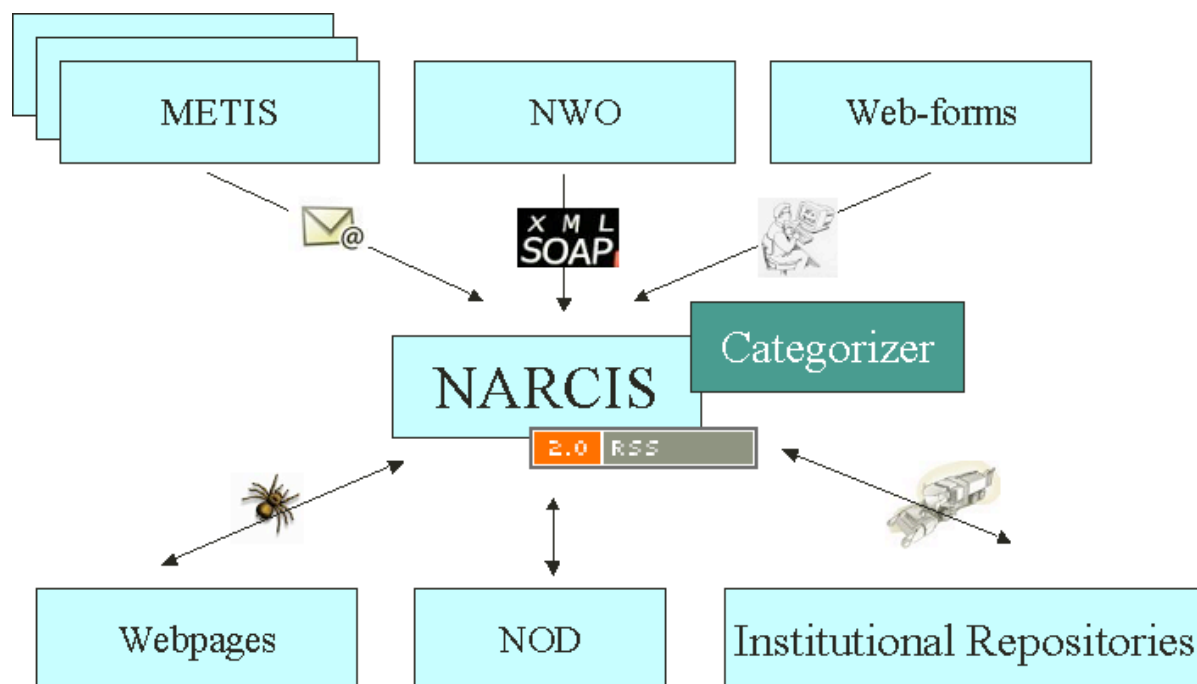 METIS
NWO
Web-forms
@
X M L
SOAP
Categorizer
NARCIS
2.0 RSS
Webpages
NOD
Institutional Repositories